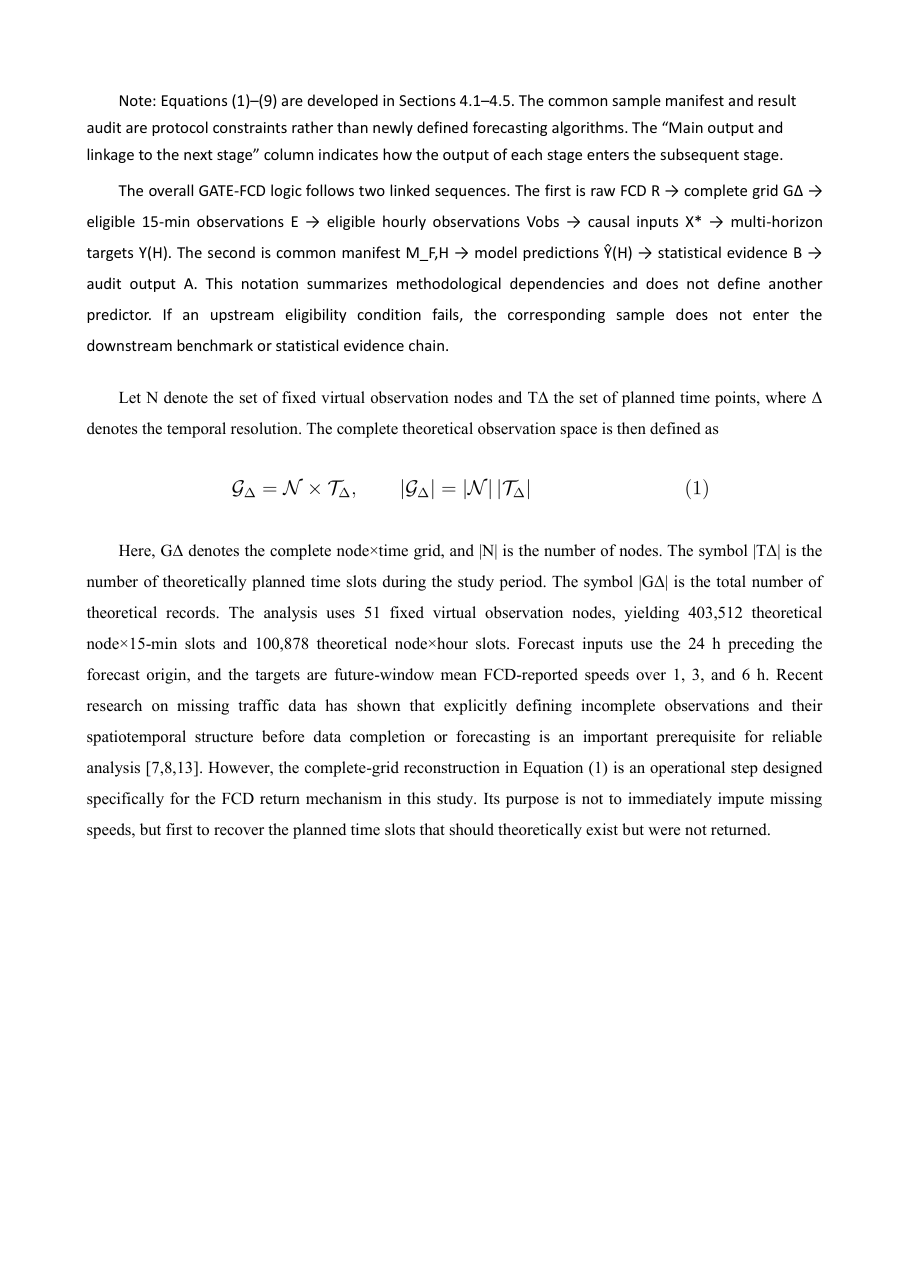 Note: Equations (1)–(9) are developed in Sections 4.1–4.5. The common sample manifest and result
audit are protocol constraints rather than newly defined forecasting algorithms. The “Main output and
linkage to the next stage” column indicates how the output of each stage enters the subsequent stage.
The overall GATE-FCD logic follows two linked sequences. The first is raw FCD R → complete grid GΔ →
eligible 15-min observations E → eligible hourly observations Vobs → causal inputs X* → multi-horizon
targets Y(H). The second is common manifest M_F,H → model predictions Ŷ(H) → statistical evidence B →
audit output A. This notation summarizes methodological dependencies and does not define another
predictor. If an upstream eligibility condition fails, the corresponding sample does not enter the
downstream benchmark or statistical evidence chain.
Let N denote the set of fixed virtual observation nodes and TΔ the set of planned time points, where Δ
denotes the temporal resolution. The complete theoretical observation space is then defined as
𝒢_Δ = 𝒩 × 𝒯_Δ, |𝒢_Δ| = |𝒩| |𝒯_Δ| (1)
Here, GΔ denotes the complete node×time grid, and |N| is the number of nodes. The symbol |TΔ| is the
number of theoretically planned time slots during the study period. The symbol |GΔ| is the total number of
theoretical records. The analysis uses 51 fixed virtual observation nodes, yielding 403,512 theoretical
node×15-min slots and 100,878 theoretical node×hour slots. Forecast inputs use the 24 h preceding the
forecast origin, and the targets are future-window mean FCD-reported speeds over 1, 3, and 6 h. Recent
research on missing traffic data has shown that explicitly defining incomplete observations and their
spatiotemporal structure before data completion or forecasting is an important prerequisite for reliable
analysis [7,8,13]. However, the complete-grid reconstruction in Equation (1) is an operational step designed
specifically for the FCD return mechanism in this study. Its purpose is not to immediately impute missing
speeds, but first to recover the planned time slots that should theoretically exist but were not returned.